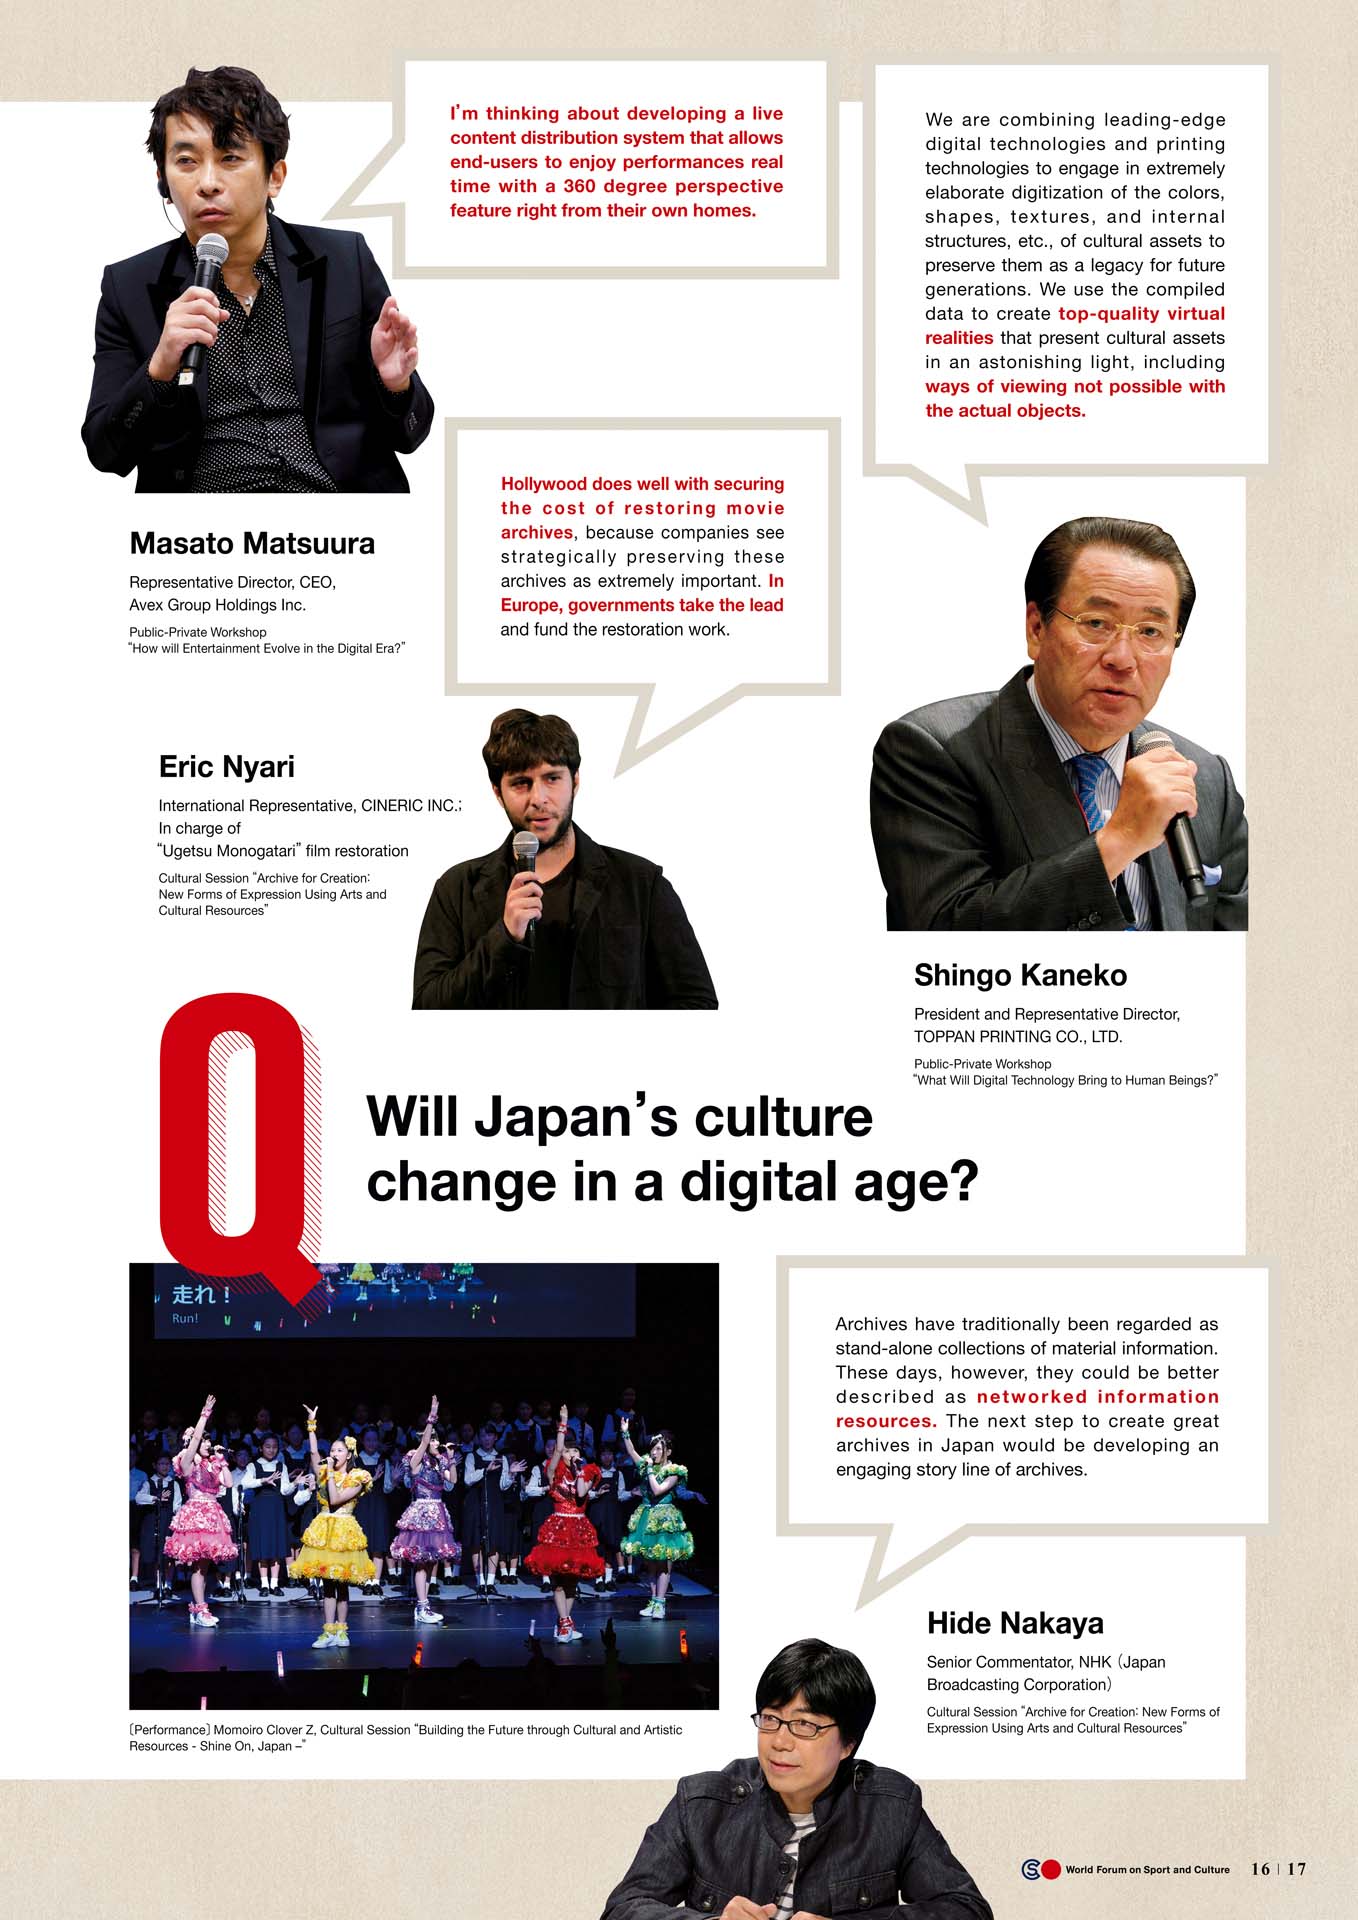 I’m thinking about developing a live
content distribution system that allows
end-users to enjoy performances real
time with a 360 degree perspective
feature right from their own homes.
Masato Matsuura
Representative Director, CEO,
Avex Group Holdings Inc.
Public-Private Workshop
“How will Entertainment Evolve in the Digital Era?”
We are combining leading-edge
digital technologies and printing
technologies to engage in extremely
elaborate digitization of the colors,
shapes, textures, and internal
structures, etc., of cultural assets to
preserve them as a legacy for future
generations. We use the compiled
data to create top-quality virtual
realities that present cultural assets
in an astonishing light, including
ways of viewing not possible with
the actual objects.
Shingo Kaneko
President and Representative Director,
TOPPAN PRINTING CO., LTD.
Public-Private Workshop
“What Will Digital Technology Bring to Human Beings?”
Hollywood does well with securing
the cost of restoring movie
archives, because companies see
strategically preserving these
archives as extremely important. In
Europe, governments take the lead
and fund the restoration work.
Eric Nyari
International Representative, CINERIC INC.;
In charge of
“Ugetsu Monogatari” film restoration
Cultural Session “Archive for Creation:
New Forms of Expression Using Arts and
Cultural Resources”
Q
Will Japan’s culture
change in a digital age?
走れ！
Run!
［Performance］Momoiro Clover Z, Cultural Session “Building the Future through Cultural and Artistic
Resources - Shine On, Japan –”
Archives have traditionally been regarded as
stand-alone collections of material information.
These days, however, they could be better
described as networked information
resources. The next step to create great
archives in Japan would be developing an
engaging story line of archives.
Hide Nakaya
Senior Commentator, NHK（Japan
Broadcasting Corporation）
Cultural Session “Archive for Creation: New Forms of
Expression Using Arts and Cultural Resources”
World Forum on Sport and Culture 16 | 17